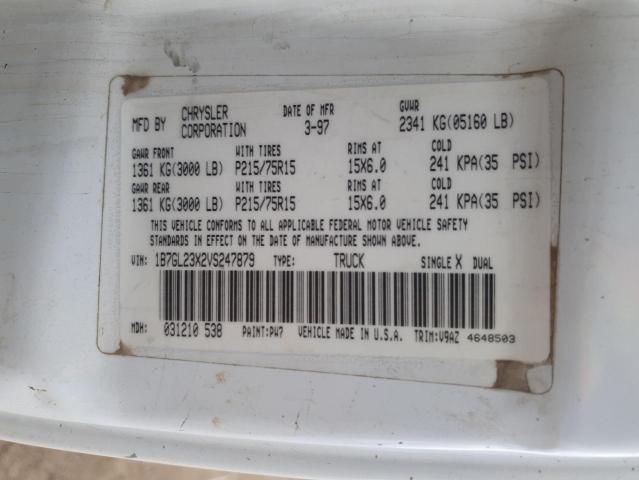 MFD BY CHRYSLER CORPORATION DATE OF MFR 3-97 GVWR 2341 KG(05160 LB)
GAWR FRONT WITH TIRES RIMS AT COLD
1361 KG(3000 LB) P215/75R15 15X6.0 241 KPA(35 PSI)
GAWR REAR WITH TIRES RIMS AT COLD
1361 KG(3000 LB) P215/75R15 15X6.0 241 KPA(35 PSI)
THIS VEHICLE CONFORMS TO ALL APPLICABLE FEDERAL MOTOR VEHICLE SAFETY
STANDARDS IN EFFECT ON THE DATE OF MANUFACTURE SHOWN ABOVE.
VIN: 1B7GL23X2VS247879 TYPE: TRUCK SINGLE X DUAL
MDH: 031210 538 PAINT:PW7 VEHICLE MADE IN U.S.A. TRIM:V9AZ 4648503